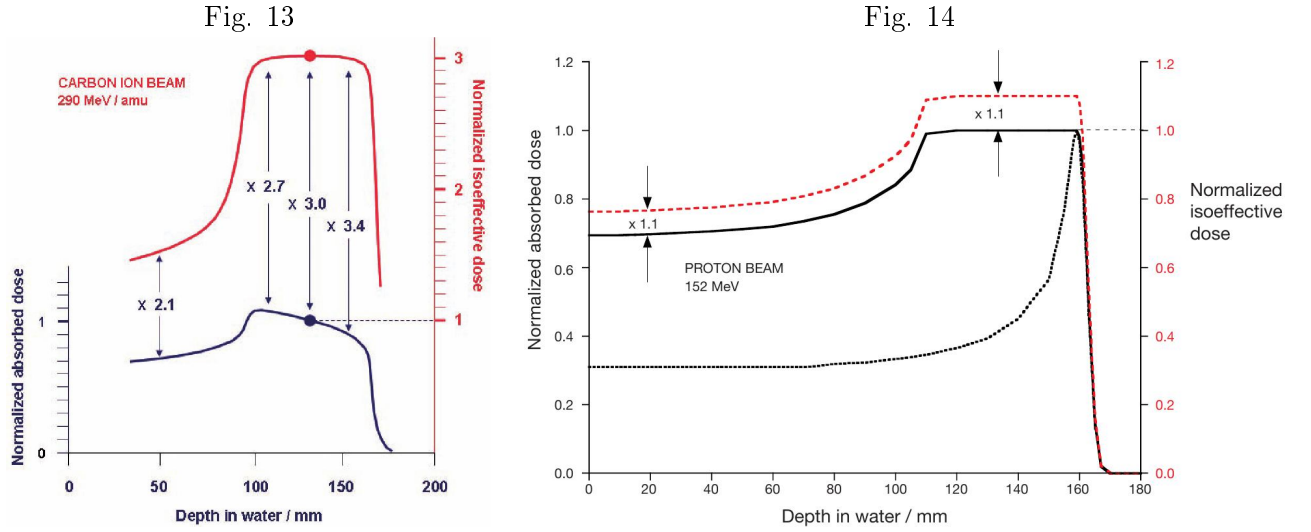 Fig. 13
CARBON ION BEAM
290 MeV / amu
Normalized absorbed dose
1
0
x 2.1
x 2.7
x 3.0
x 3.4
3
2
1
Normalized isoeffective dose
0 50 100 150 200
Depth in water / mm
Fig. 14
Normalized absorbed dose
1.2
1.0
0.8
0.6
0.4
0.2
0.0
x 1.1
x 1.1
PROTON BEAM
152 MeV
1.2
1.0
0.8
0.6
0.4
0.2
0.0
Normalized
isoeffective
dose
0 20 40 60 80 100 120 140 160 180
Depth in water / mm